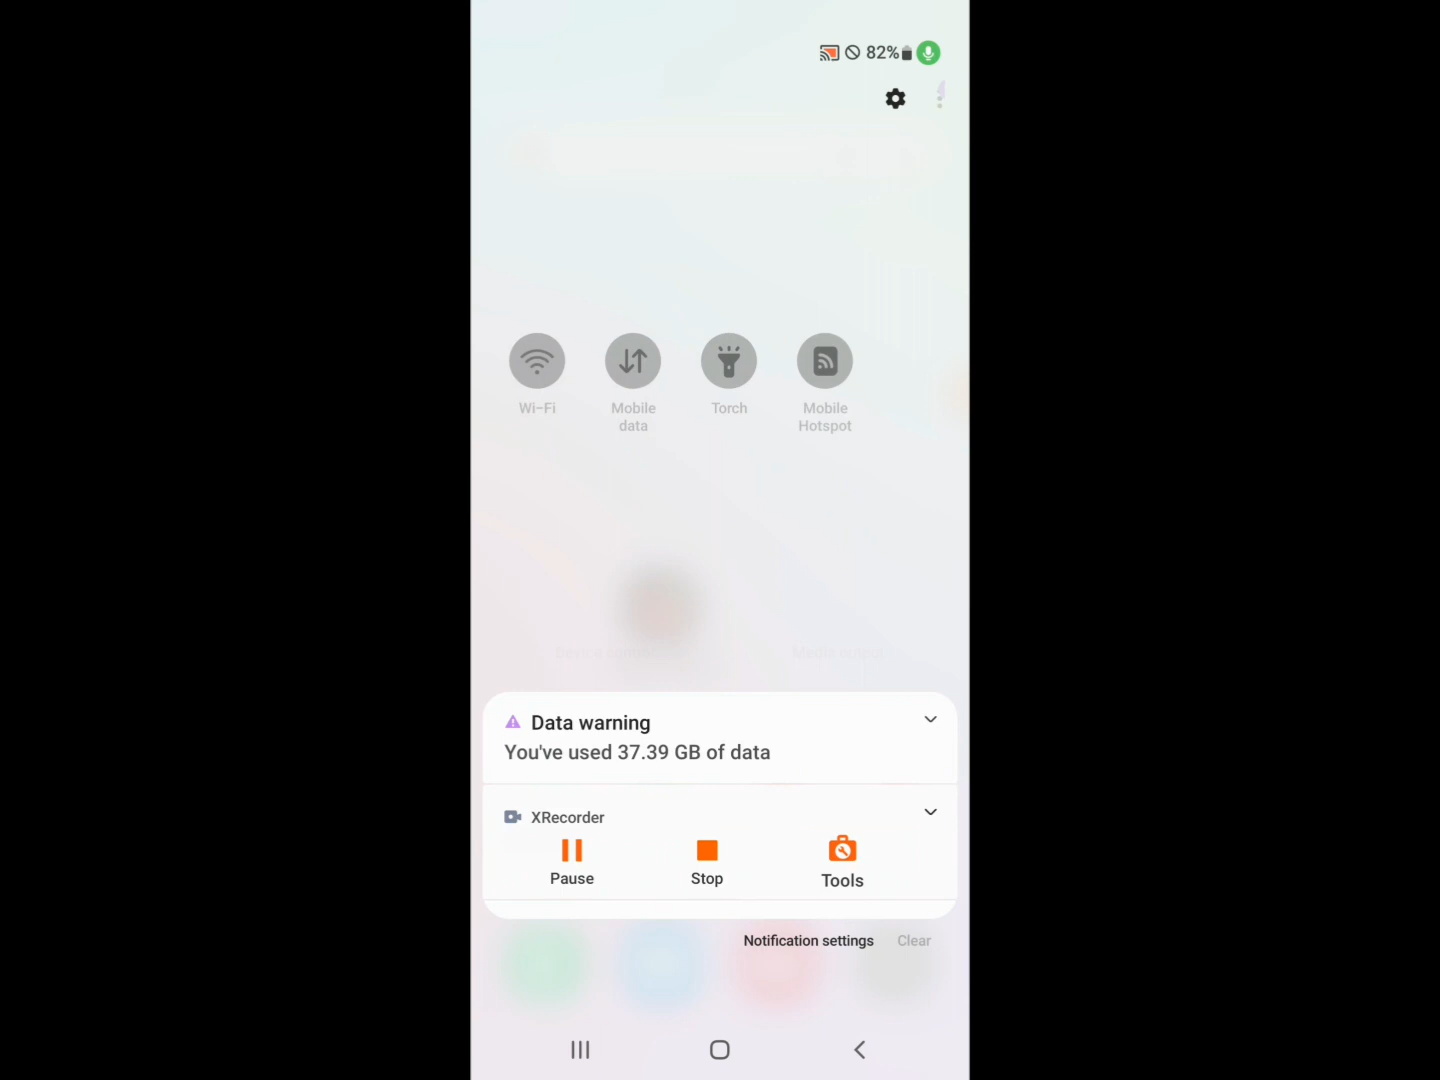 82%
Wi-Fi
Mobile data
Torch
Mobile Hotspot
Data warning
You've used 37.39 GB of data
XRecorder
Pause
Stop
Tools
Notification settings
Clear